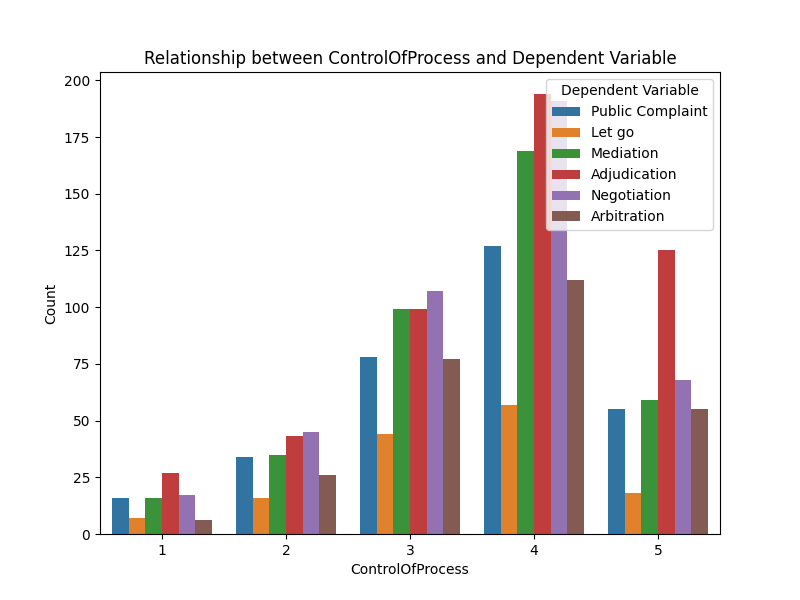 Relationship between ControlOfProcess and Dependent Variable
Count
200
175
150
125
100
75
50
25
0
Dependent Variable
Public Complaint
Let go
Mediation
Adjudication
Negotiation
Arbitration
1 2 3 4 5
ControlOfProcess